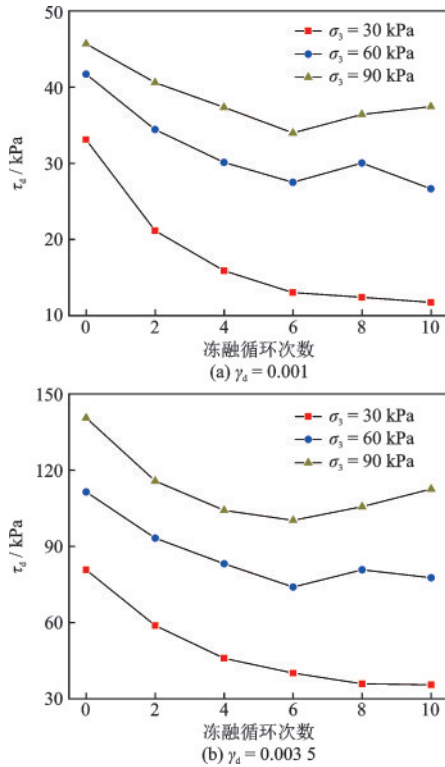 50
40
30
20
10
τd / kPa
σ3 = 30 kPa
σ3 = 60 kPa
σ3 = 90 kPa
0 2 4 6 8 10
冻融循环次数
(a) γd = 0.001
150
120
90
60
30
τd / kPa
σ3 = 30 kPa
σ3 = 60 kPa
σ3 = 90 kPa
0 2 4 6 8 10
冻融循环次数
(b) γd = 0.003 5